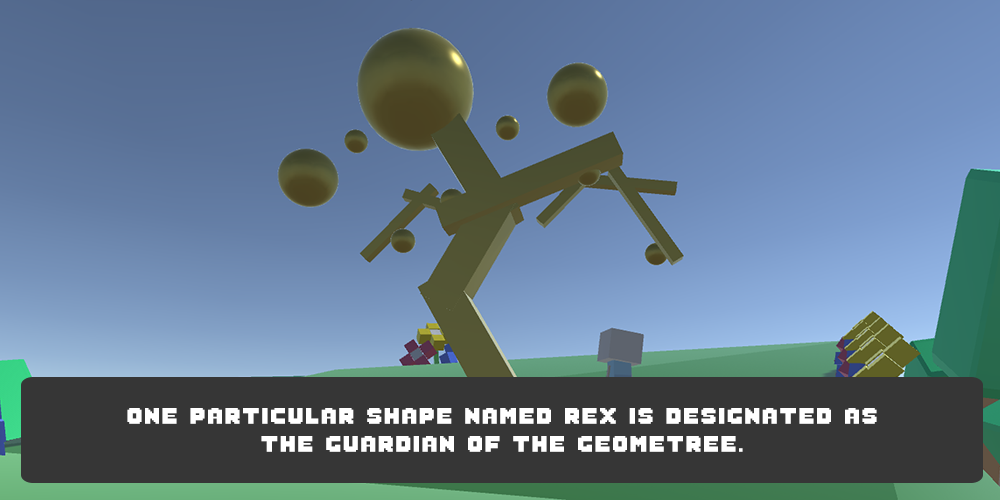 ONE PARTICULAR SHAPE NAMED REX IS DESIGNATED AS
THE GUARDIAN OF THE GEOMETREE.